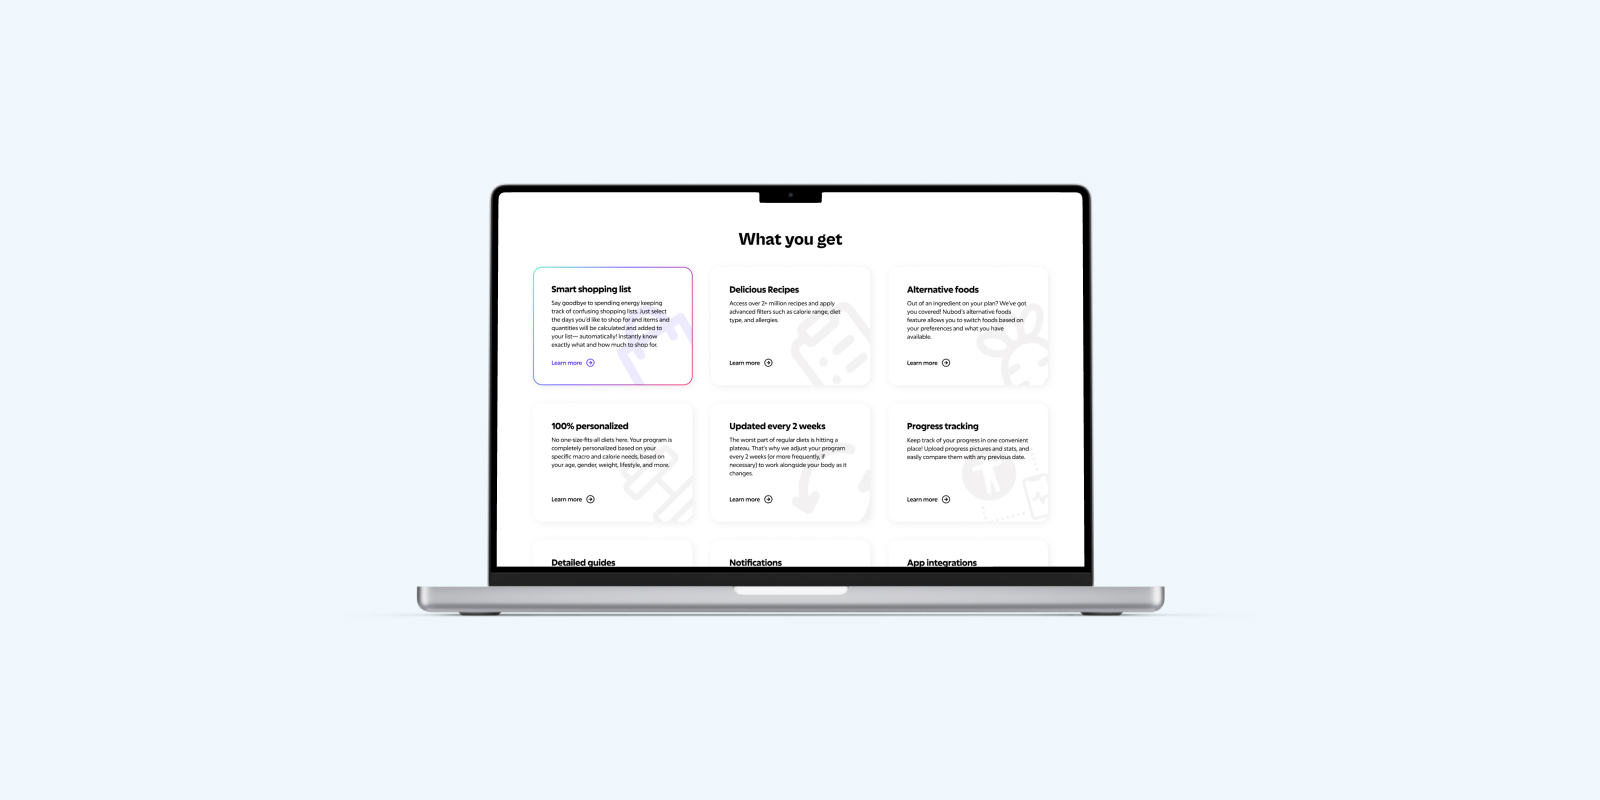 What you get
Smart shopping list
Say goodbye to spending energy keeping
track of confusing shopping lists. Just select
the days you'd like to shop for and items and
quantities will be calculated and added to
your list— automatically! Instantly know
exactly what and how much to shop for.
Learn more
Delicious Recipes
Access over 2+ million recipes and apply
advanced filters such as calorie range, diet
type, and allergies.
Learn more
Alternative foods
Out of an ingredient on your plan? We've got
you covered! Nubod's alternative foods
feature allows you to switch foods based on
your preferences and what you have
available.
Learn more
100% personalized
No one-size-fits-all diets here. Your program is
completely personalized based on your
specific macro and calorie needs, based on
your age, gender, weight, lifestyle, and more.
Learn more
Updated every 2 weeks
The worst part of regular diets is hitting a
plateau. That's why we adjust your program
every 2 weeks (or more frequently, if
necessary) to work alongside your body as it
changes.
Learn more
Progress tracking
Keep track of your progress in one convenient
place! Upload progress pictures and stats, and
easily compare them with any previous date.
Learn more
Detailed guides
Notifications
App integrations